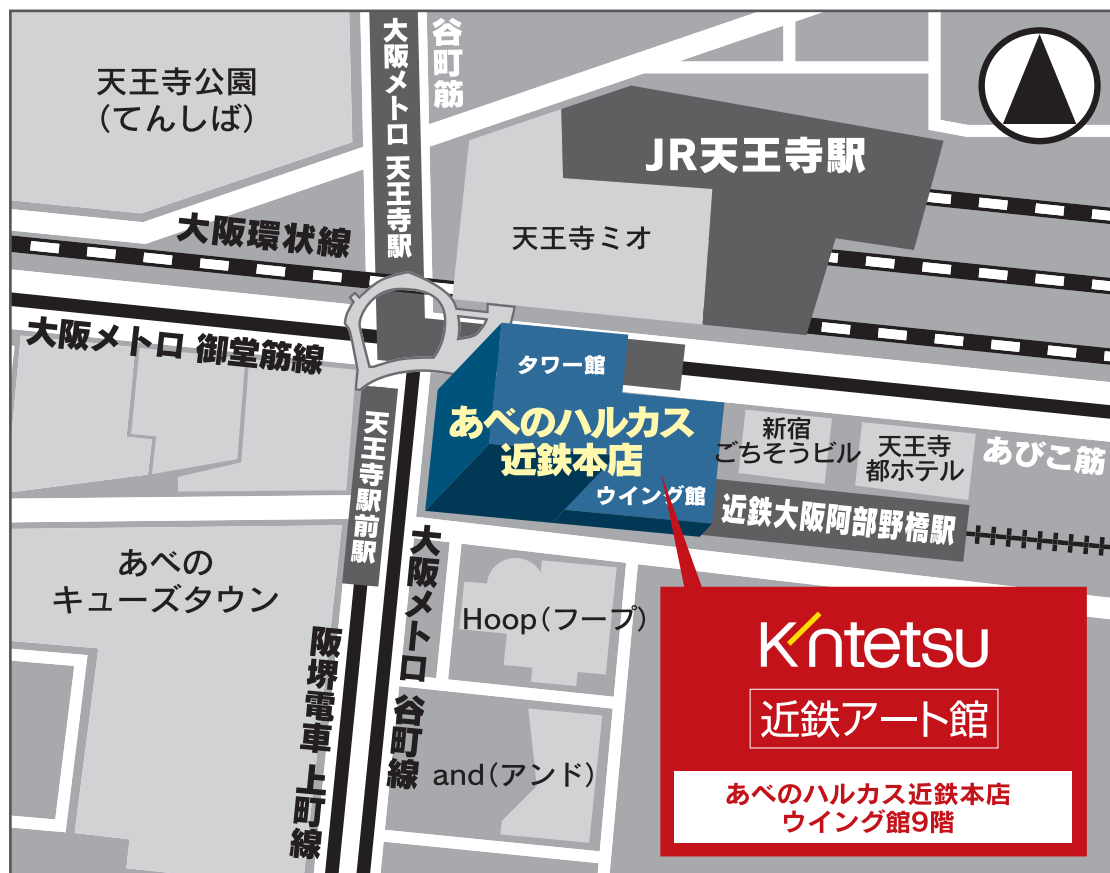 天王寺公園
（てんしば）
大阪メトロ 天王寺駅
谷町筋
JR天王寺駅
大阪環状線
天王寺ミオ
大阪メトロ 御堂筋線
タワー館
あべのハルカス
近鉄本店
ウイング館
新宿
ごちそうビル
天王寺
都ホテル
あびこ筋
天王寺駅前駅
近鉄大阪阿部野橋駅
あべの
キューズタウン
大阪メトロ 谷町線
Hoop（フープ）
阪堺電車 上町線
and（アンド）
Kintetsu
近鉄アート館
あべのハルカス近鉄本店
ウイング館9階